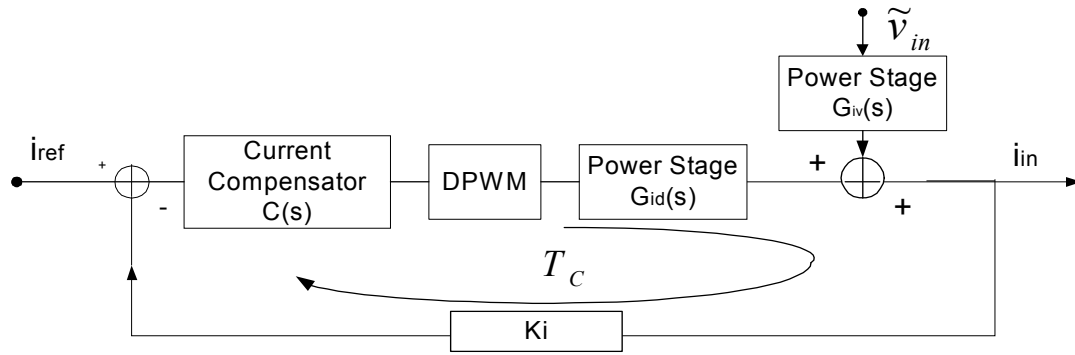 ṽin
Power Stage
Giv(s)
iref
+
-
Current
Compensator
C(s)
DPWM
Power Stage
Gid(s)
+
+
iin
TC
Ki